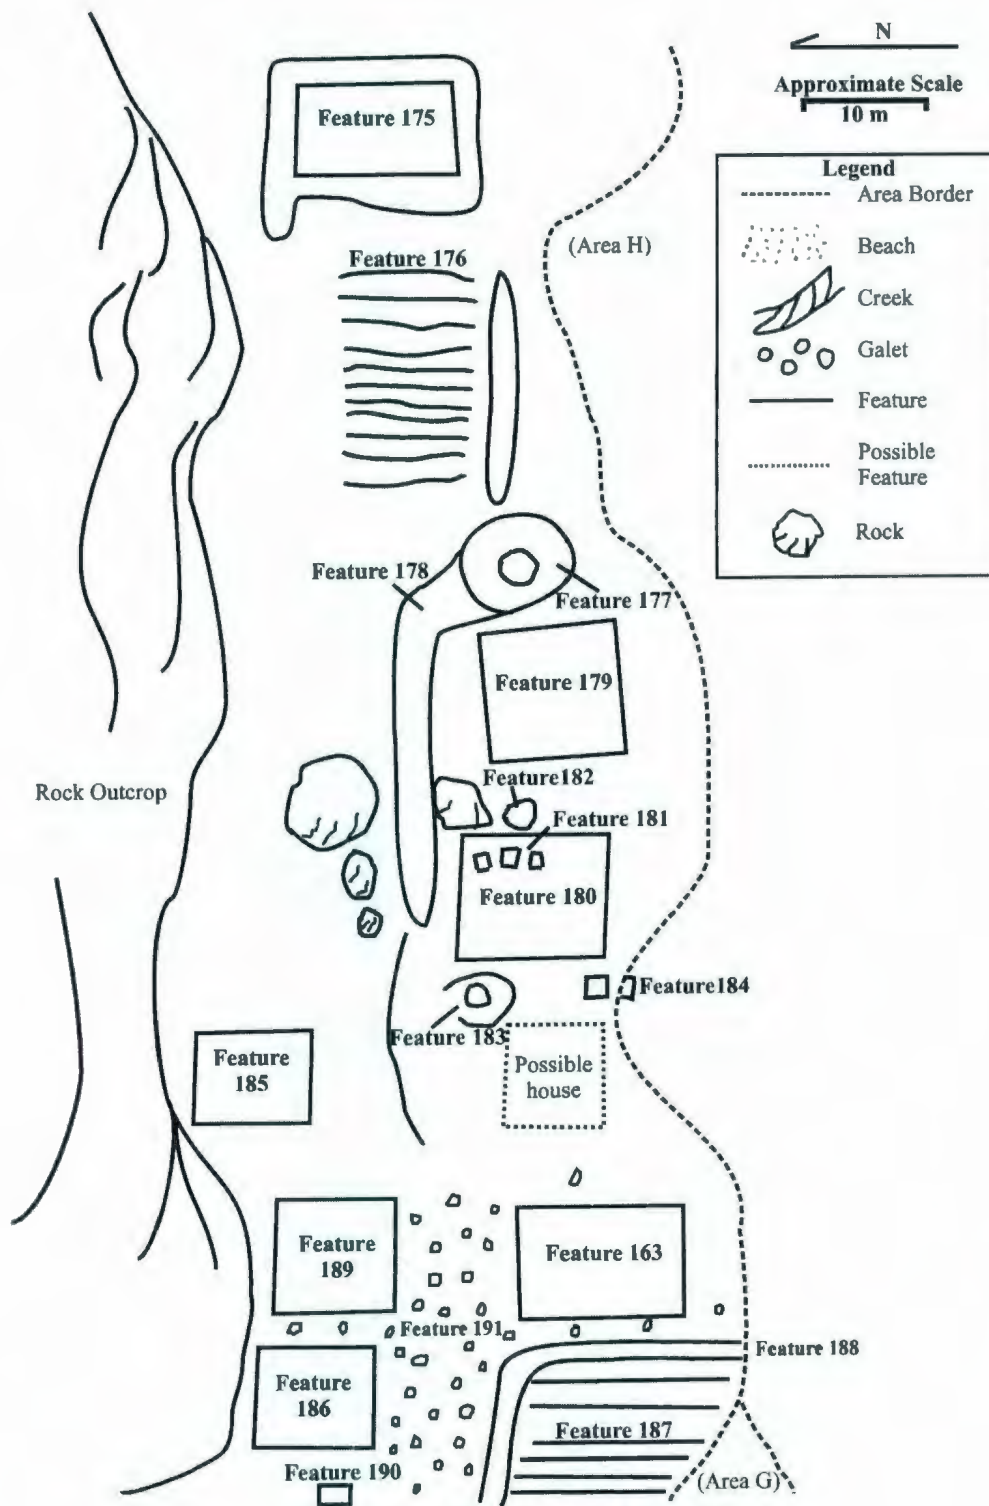 N
Approximate Scale
10 m
Legend
Area Border
Beach
Creek
Galet
Feature
Possible
Feature
Rock
Feature 175
(Area H)
Feature 176
Feature 178
Feature 177
Feature 179
Rock Outcrop
Feature182
Feature 181
Feature 180
Feature184
Feature 183
Feature
185
Possible
house
Feature
189
Feature 163
Feature 191
Feature 188
Feature
186
Feature 187
Feature 190
(Area G)